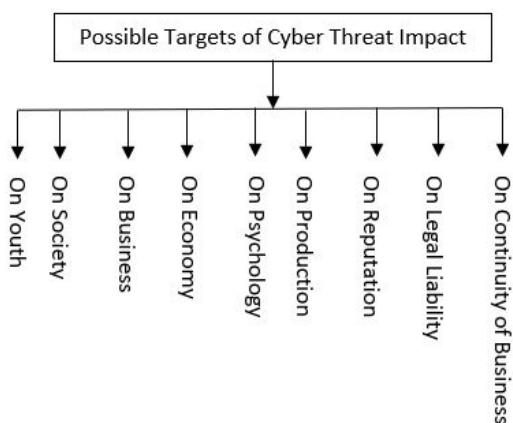 Possible Targets of Cyber Threat Impact
On Youth
On Society
On Business
On Economy
On Psychology
On Production
On Reputation
On Legal Liability
On Continuity of Business